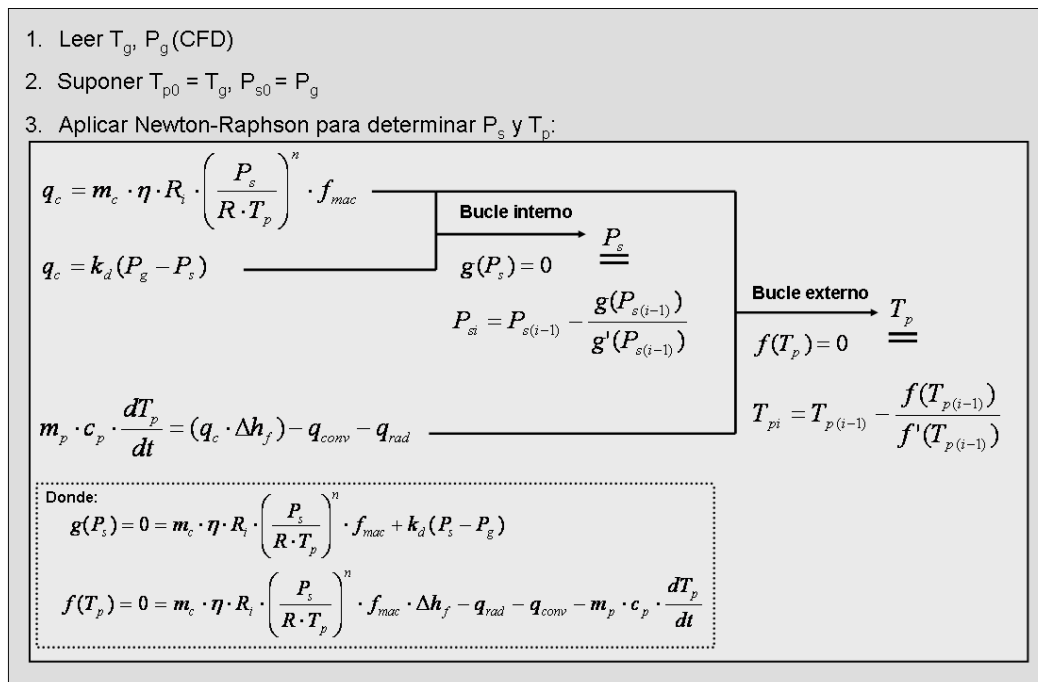 1. Leer T_g, P_g (CFD)
2. Suponer T_p0 = T_g, P_s0 = P_g
3. Aplicar Newton-Raphson para determinar P_s y T_p:
q_c = m_c · η · R_i · (P_s / (R · T_p))^n · f_mac
Bucle interno
P_s
q_c = k_d (P_g − P_s)
g(P_s) = 0
P_si = P_s(i−1) − g(P_s(i−1)) / g'(P_s(i−1))
Bucle externo
T_p
f(T_p) = 0
T_pi = T_p(i−1) − f(T_p(i−1)) / f'(T_p(i−1))
m_p · c_p · dT_p/dt = (q_c · Δh_f) − q_conv − q_rad
Donde:
g(P_s) = 0 = m_c · η · R_i · (P_s / (R · T_p))^n · f_mac + k_d (P_s − P_g)
f(T_p) = 0 = m_c · η · R_i · (P_s / (R · T_p))^n · f_mac · Δh_f − q_rad − q_conv − m_p · c_p · dT_p/dt